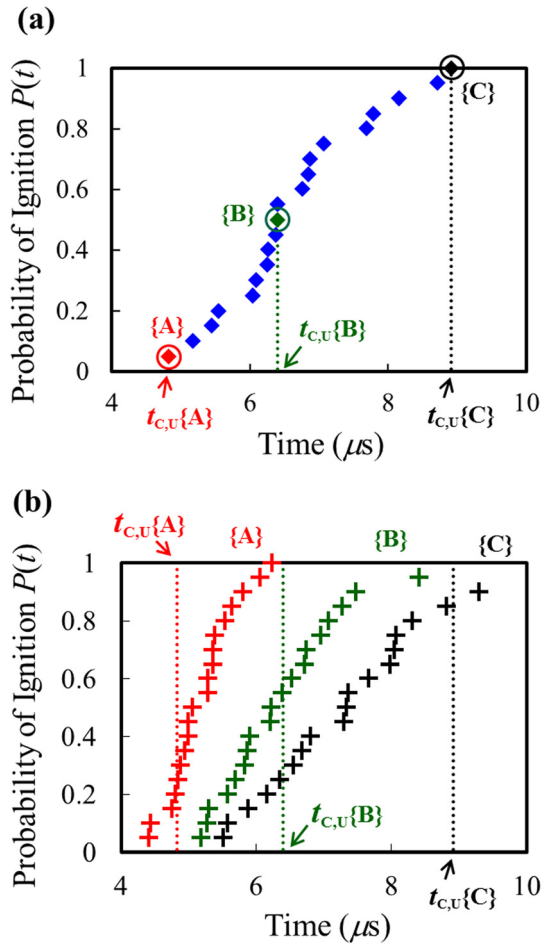 (a)
Probability of Ignition P(t)
1
0.8
0.6
0.4
0.2
0
{C}
{B}
{A}
t_C,U{B}
t_C,U{A}
t_C,U{C}
4 6 8 10
Time (μs)
(b)
t_C,U{A}
{A}
{B}
{C}
Probability of Ignition P(t)
1
0.8
0.6
0.4
0.2
0
t_C,U{B}
t_C,U{C}
4 6 8 10
Time (μs)